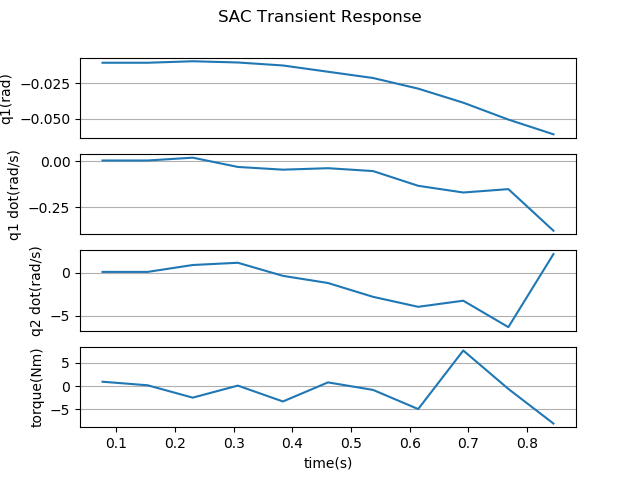 SAC Transient Response
q1(rad)
−0.025
−0.050
q1 dot(rad/s)
0.00
−0.25
q2 dot(rad/s)
0
−5
torque(Nm)
5
0
−5
0.1 0.2 0.3 0.4 0.5 0.6 0.7 0.8
time(s)